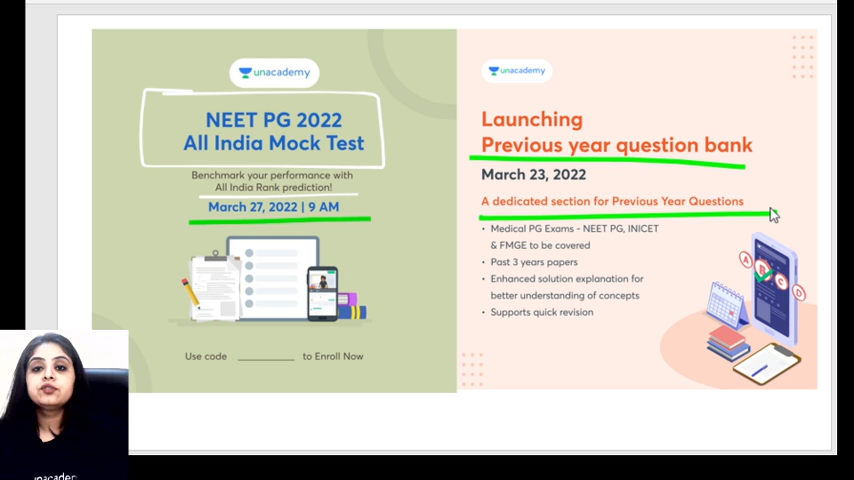 unacademy
NEET PG 2022
All India Mock Test
Benchmark your performance with
All India Rank prediction!
March 27, 2022 | 9 AM
Use code __________ to Enroll Now
unacademy
Launching
Previous year question bank
March 23, 2022
A dedicated section for Previous Year Questions
• Medical PG Exams - NEET PG, INICET
& FMGE to be covered
• Past 3 years papers
• Enhanced solution explanation for
better understanding of concepts
• Supports quick revision
A
B
C
D
unacademy